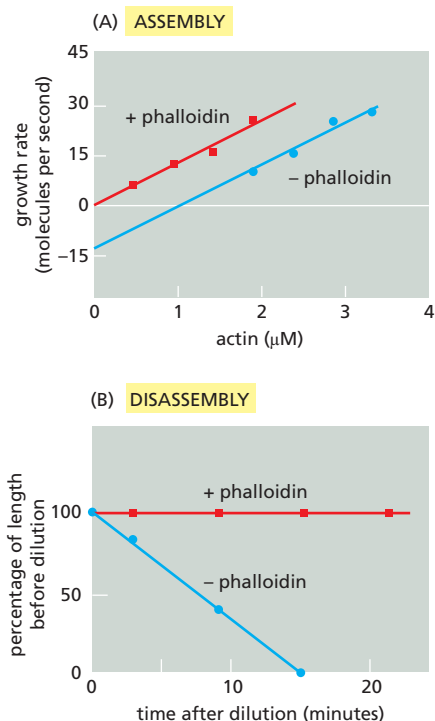 (A) ASSEMBLY
45
30
15
0
–15
growth rate
(molecules per second)
+ phalloidin
– phalloidin
0 1 2 3 4
actin (μM)
(B) DISASSEMBLY
100
50
0
percentage of length
before dilution
+ phalloidin
– phalloidin
0 10 20
time after dilution (minutes)